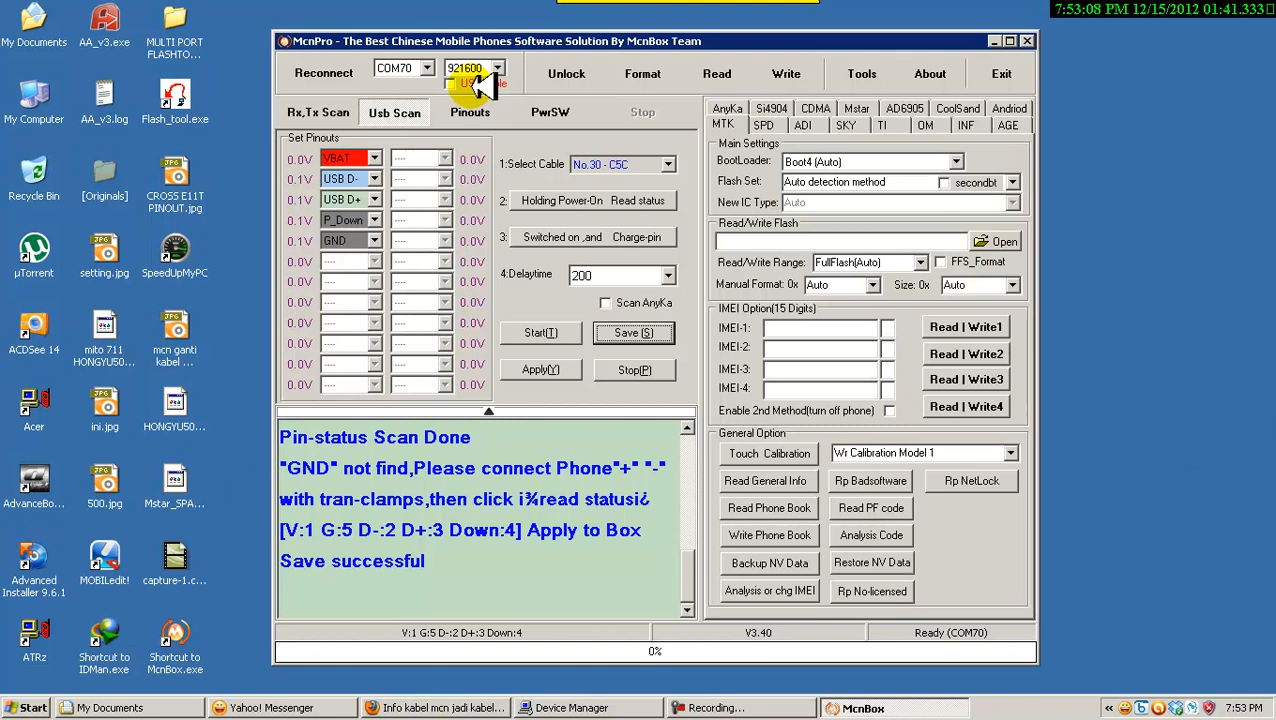 7:53:08 PM 12/15/2012 01:41.333
My Documents
AA_v3.exe
MULTI PORT FLASHTO...
My Computer
AA_v3.log
Flash_tool.exe
Recycle Bin
[Originals]
CROSS E11T PINOUT.jpg
µTorrent
setting.jpg
SpeedUpMyPC
ACDSee 14
mito 711 HONGYU50...
mcn ganti kabel ...
Acer
ini.jpg
HONGYU50...
AdvanceBo...
500.jpg
Mstar_SPA...
Advanced Installer 9.6.1
MOBILedit!
capture-1.c...
ATRz
Shortcut to IDMan.exe
Shortcut to McnBox.exe
McnPro - The Best Chinese Mobile Phones Software Solution By McnBox Team
Reconnect
COM70
921600
Unlock
Format
Read
Write
Tools
About
Exit
Rx,Tx Scan
Usb Scan
Pinouts
PwrSW
Stop
Set Pinouts
0.0V VBAT ---- 0.0V
0.1V USB D- ---- 0.0V
0.1V USB D+ ---- 0.0V
0.1V P_Down ---- 0.0V
0.1V GND ---- 0.0V
0.0V ---- ---- 0.0V
0.0V ---- ---- 0.0V
0.0V ---- ---- 0.0V
0.0V ---- ---- 0.0V
0.0V ---- ---- 0.0V
0.0V ---- ---- 0.0V
0.0V ---- ---- 0.0V
1:Select Cable No.30 - C5C
2: Holding Power-On Read status
3: Switched on ,and Charge-pin
4:Delaytime 200
Scan AnyKa
Start(T)
Save (S)
Apply(Y)
Stop(P)
Pin-status Scan Done
"GND" not find,Please connect Phone"+" "-"
with tran-clamps,then click i¾read statusi¿
[V:1 G:5 D-:2 D+:3 Down:4] Apply to Box
Save successful
AnyKa Si4904 CDMA Mstar AD6905 CoolSand Andriod
MTK SPD ADI SKY TI OM INF AGE
Main Settings
BootLoader: Boot4 (Auto)
Flash Set: Auto detection method secondbt
New IC Type: Auto
Read/Write Flash
Open
Read/Write Range: FullFlash(Auto) FFS_Format
Manual Format: 0x Auto Size: 0x Auto
IMEI Option(15 Digits)
IMEI-1: Read | Write1
IMEI-2: Read | Write2
IMEI-3: Read | Write3
IMEI-4: Read | Write4
Enable 2nd Method(turn off phone)
General Option
Touch Calibration Wr Calibration Model 1
Read General Info Rp Badsoftware Rp NetLock
Read Phone Book Read PF code
Write Phone Book Analysis Code
Backup NV Data Restore NV Data
Analysis or chg IMEI Rp No-licensed
V:1 G:5 D-:2 D+:3 Down:4
V3.40
Ready (COM70)
0%
Start
My Documents
Yahoo! Messenger
Info kabel mcn jadi kabel...
Device Manager
Recording...
McnBox
7:53 PM